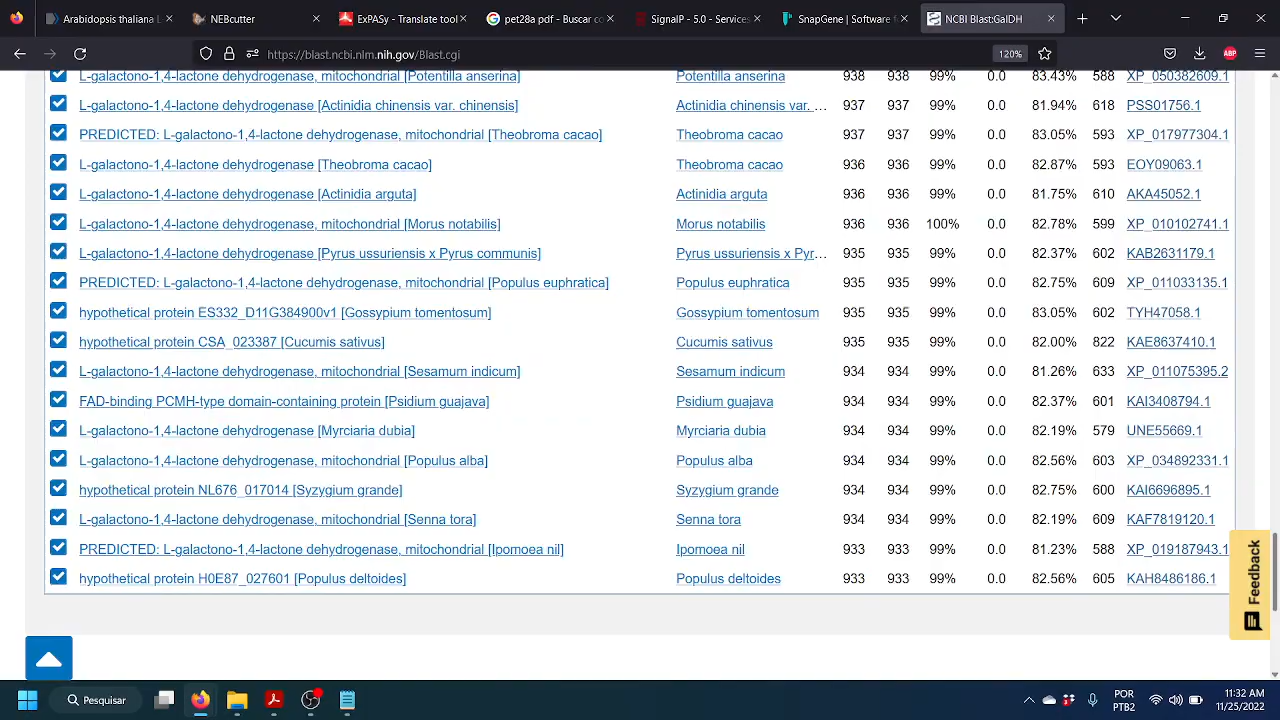 Atropis thaliana L
NEBcutter
ExPASy - Translate tool
pet28a pdf - Buscar co
SignalP - 5.0 - Services
SnapGene | Software
NCBI Blast:GalDH
https://blast.ncbi.nlm.nih.gov/Blast.cgi
120%
ABP
L-galactono-1,4-lactone dehydrogenase, mitochondrial [Potentilla anserina] Potentilla anserina 938 938 99% 0.0 83.43% 588 XP_050382609.1
L-galactono-1,4-lactone dehydrogenase [Actinidia chinensis var. chinensis] Actinidia chinensis var. ... 937 937 99% 0.0 81.94% 618 PSS01756.1
PREDICTED: L-galactono-1,4-lactone dehydrogenase, mitochondrial [Theobroma cacao] Theobroma cacao 937 937 99% 0.0 83.05% 593 XP_017977304.1
L-galactono-1,4-lactone dehydrogenase [Theobroma cacao] Theobroma cacao 936 936 99% 0.0 82.87% 593 EOY09063.1
L-galactono-1,4-lactone dehydrogenase [Actinidia arguta] Actinidia arguta 936 936 99% 0.0 81.75% 610 AKA45052.1
L-galactono-1,4-lactone dehydrogenase, mitochondrial [Morus notabilis] Morus notabilis 936 936 100% 0.0 82.78% 599 XP_010102741.1
L-galactono-1,4-lactone dehydrogenase [Pyrus ussuriensis x Pyrus communis] Pyrus ussuriensis x Pyr... 935 935 99% 0.0 82.37% 602 KAB2631179.1
PREDICTED: L-galactono-1,4-lactone dehydrogenase, mitochondrial [Populus euphratica] Populus euphratica 935 935 99% 0.0 82.75% 609 XP_011033135.1
hypothetical protein ES332_D11G384900v1 [Gossypium tomentosum] Gossypium tomentosum 935 935 99% 0.0 83.05% 602 TYH47058.1
hypothetical protein CSA_023387 [Cucumis sativus] Cucumis sativus 935 935 99% 0.0 82.00% 822 KAE8637410.1
L-galactono-1,4-lactone dehydrogenase, mitochondrial [Sesamum indicum] Sesamum indicum 934 934 99% 0.0 81.26% 633 XP_011075395.2
FAD-binding PCMH-type domain-containing protein [Psidium guajava] Psidium guajava 934 934 99% 0.0 82.37% 601 KAI3408794.1
L-galactono-1,4-lactone dehydrogenase [Myrciaria dubia] Myrciaria dubia 934 934 99% 0.0 82.19% 579 UNE55669.1
L-galactono-1,4-lactone dehydrogenase, mitochondrial [Populus alba] Populus alba 934 934 99% 0.0 82.56% 603 XP_034892331.1
hypothetical protein NL676_017014 [Syzygium grande] Syzygium grande 934 934 99% 0.0 82.75% 600 KAI6696895.1
L-galactono-1,4-lactone dehydrogenase, mitochondrial [Senna tora] Senna tora 934 934 99% 0.0 82.19% 609 KAF7819120.1
PREDICTED: L-galactono-1,4-lactone dehydrogenase, mitochondrial [Ipomoea nil] Ipomoea nil 933 933 99% 0.0 81.23% 588 XP_019187943.1
hypothetical protein H0E87_027601 [Populus deltoides] Populus deltoides 933 933 99% 0.0 82.56% 605 KAH8486186.1
Feedback
Pesquisar
POR
PTB2
11:32 AM
11/25/2022